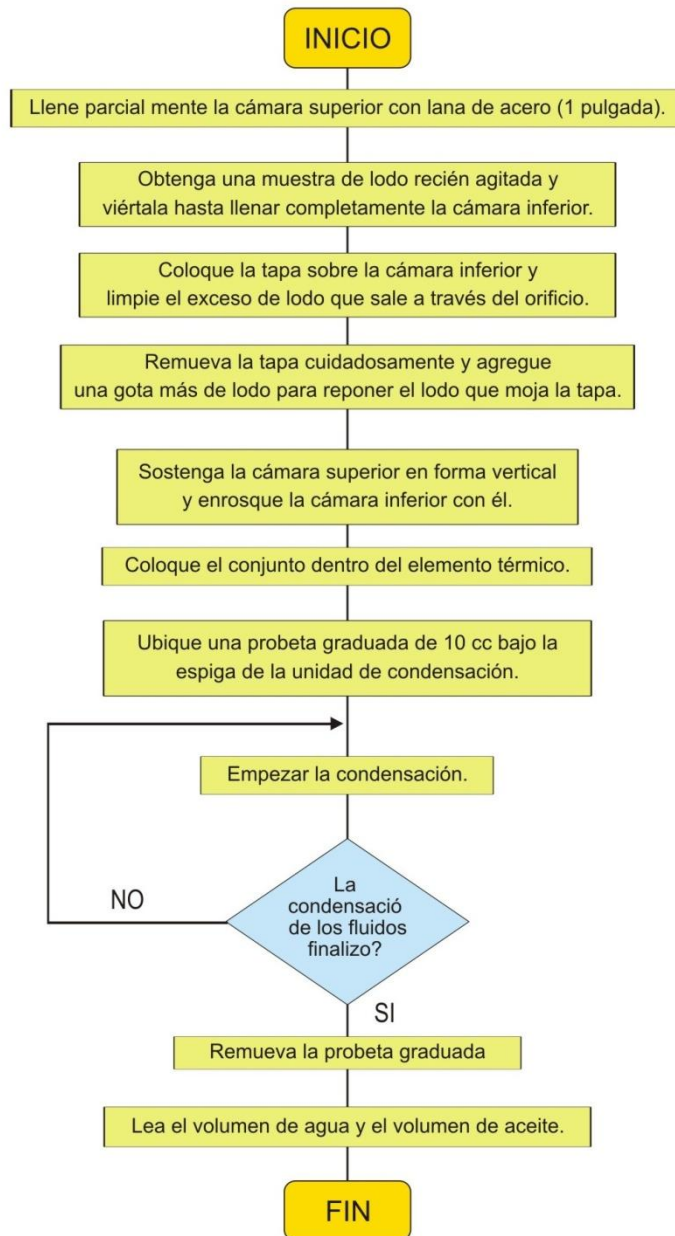 INICIO
Llene parcial mente la cámara superior con lana de acero (1 pulgada).
Obtenga una muestra de lodo recién agitada y
viértala hasta llenar completamente la cámara inferior.
Coloque la tapa sobre la cámara inferior y
limpie el exceso de lodo que sale a través del orificio.
Remueva la tapa cuidadosamente y agregue
una gota más de lodo para reponer el lodo que moja la tapa.
Sostenga la cámara superior en forma vertical
y enrosque la cámara inferior con él.
Coloque el conjunto dentro del elemento térmico.
Ubique una probeta graduada de 10 cc bajo la
espiga de la unidad de condensación.
Empezar la condensación.
La
condensació
de los fluidos
finalizo?
NO
SI
Remueva la probeta graduada
Lea el volumen de agua y el volumen de aceite.
FIN